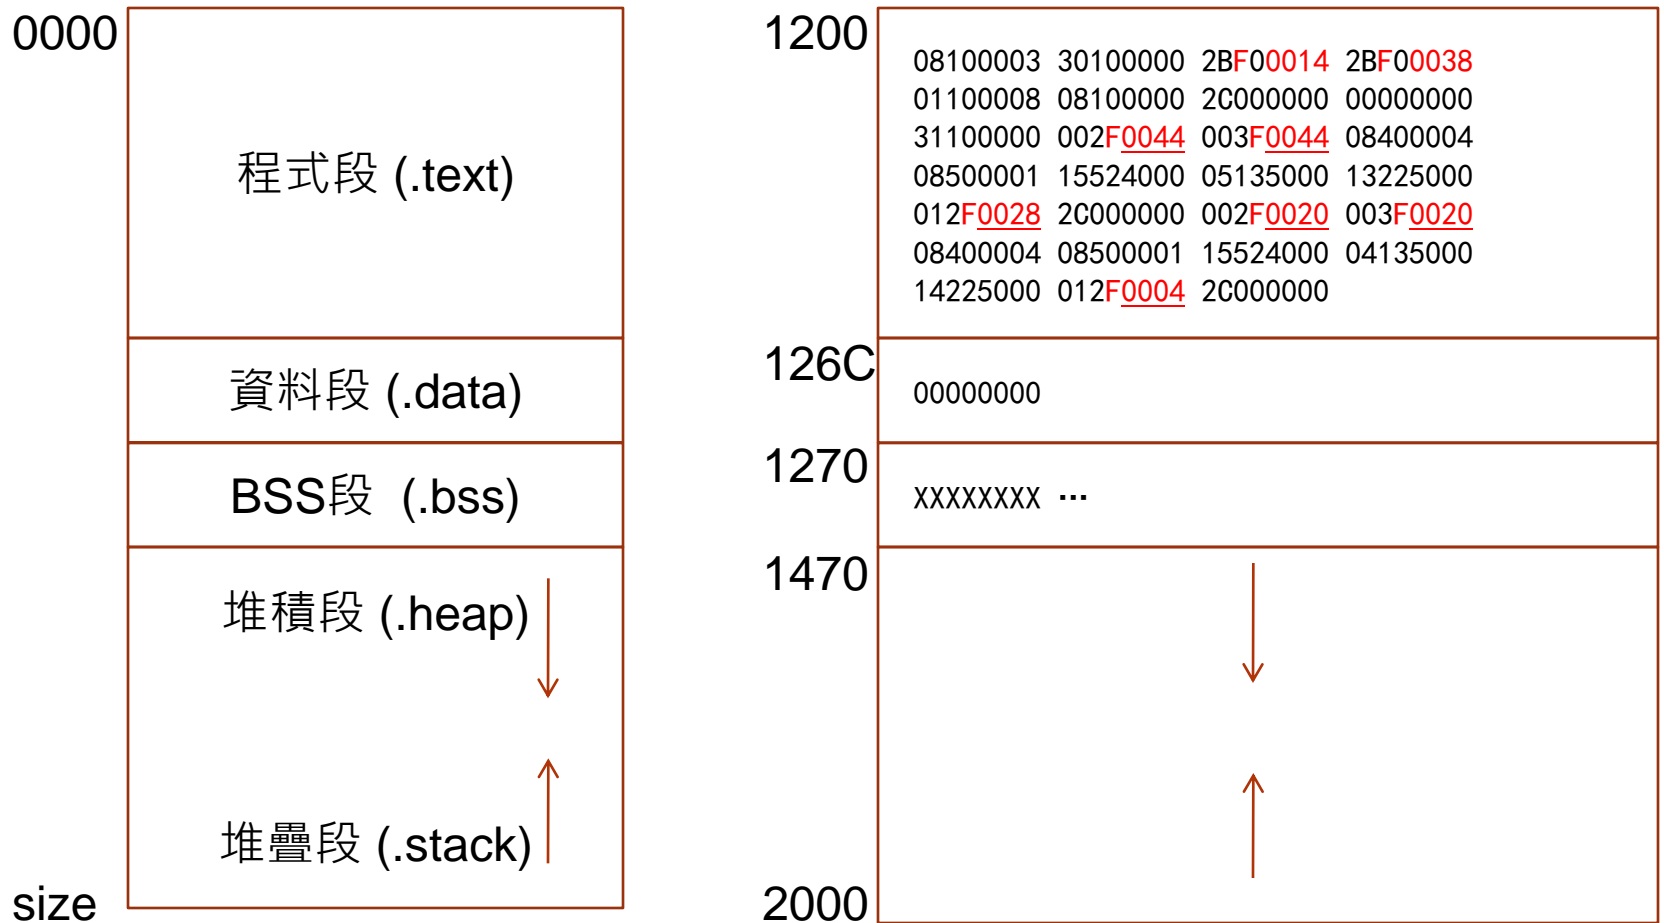 0000
程式段 (.text)
資料段 (.data)
BSS段 (.bss)
堆積段 (.heap)
堆疊段 (.stack)
size
1200
08100003 30100000 2BF00014 2BF00038
01100008 08100000 2C000000 00000000
31100000 002F0044 003F0044 08400004
08500001 15524000 05135000 13225000
012F0028 2C000000 002F0020 003F0020
08400004 08500001 15524000 04135000
14225000 012F0004 2C000000
126C
00000000
1270
XXXXXXXX …
1470
2000